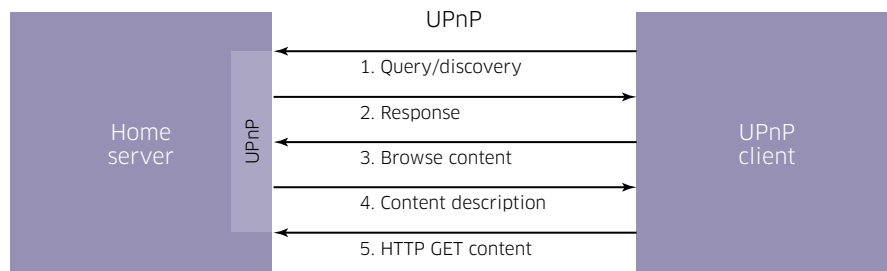 UPnP
1. Query/discovery
2. Response
3. Browse content
4. Content description
5. HTTP GET content
Home
server
UPnP
UPnP
client